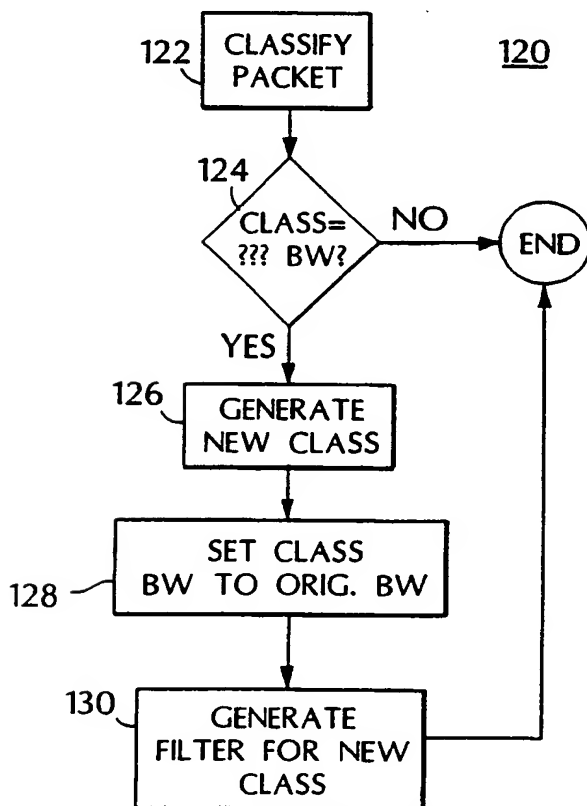 122
CLASSIFY
PACKET
120
124
CLASS=
??? BW?
NO
END
YES
126
GENERATE
NEW CLASS
128
SET CLASS
BW TO ORIG. BW
130
GENERATE
FILTER FOR NEW
CLASS